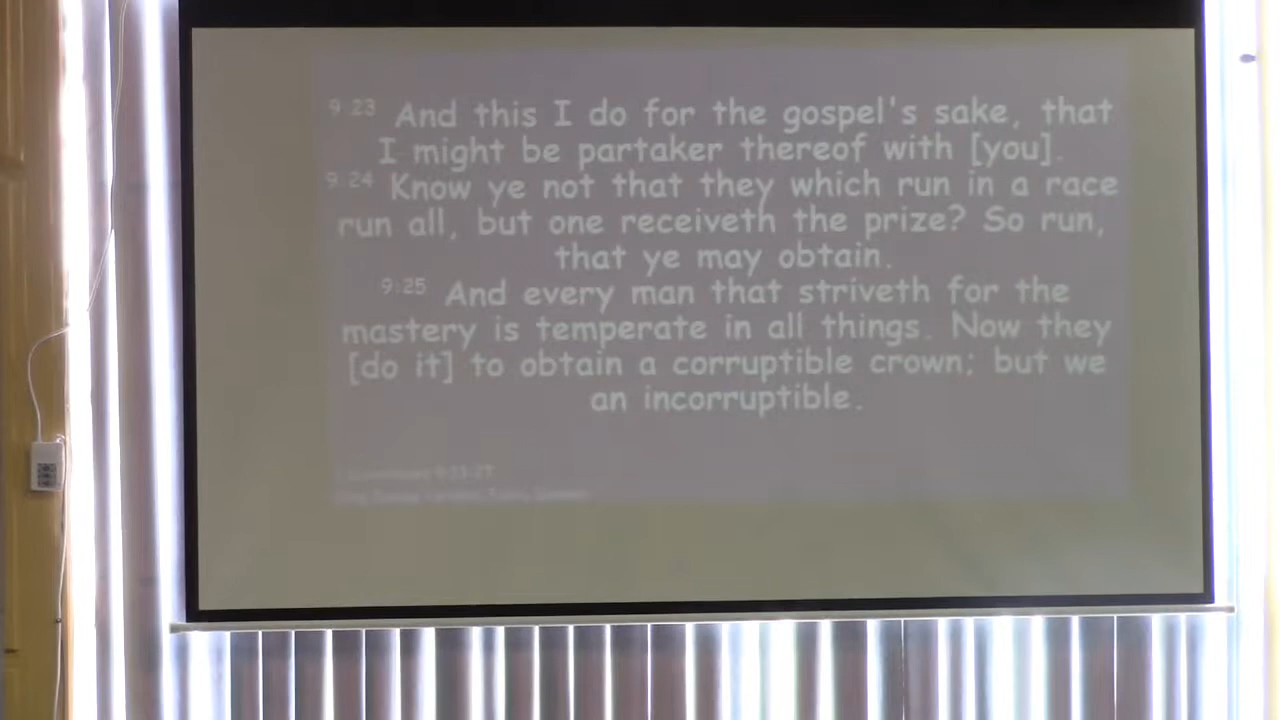 9:23 And this I do for the gospel's sake, that
I might be partaker thereof with [you].
9:24 Know ye not that they which run in a race
run all, but one receiveth the prize? So run,
that ye may obtain.
9:25 And every man that striveth for the
mastery is temperate in all things. Now they
[do it] to obtain a corruptible crown; but we
an incorruptible.